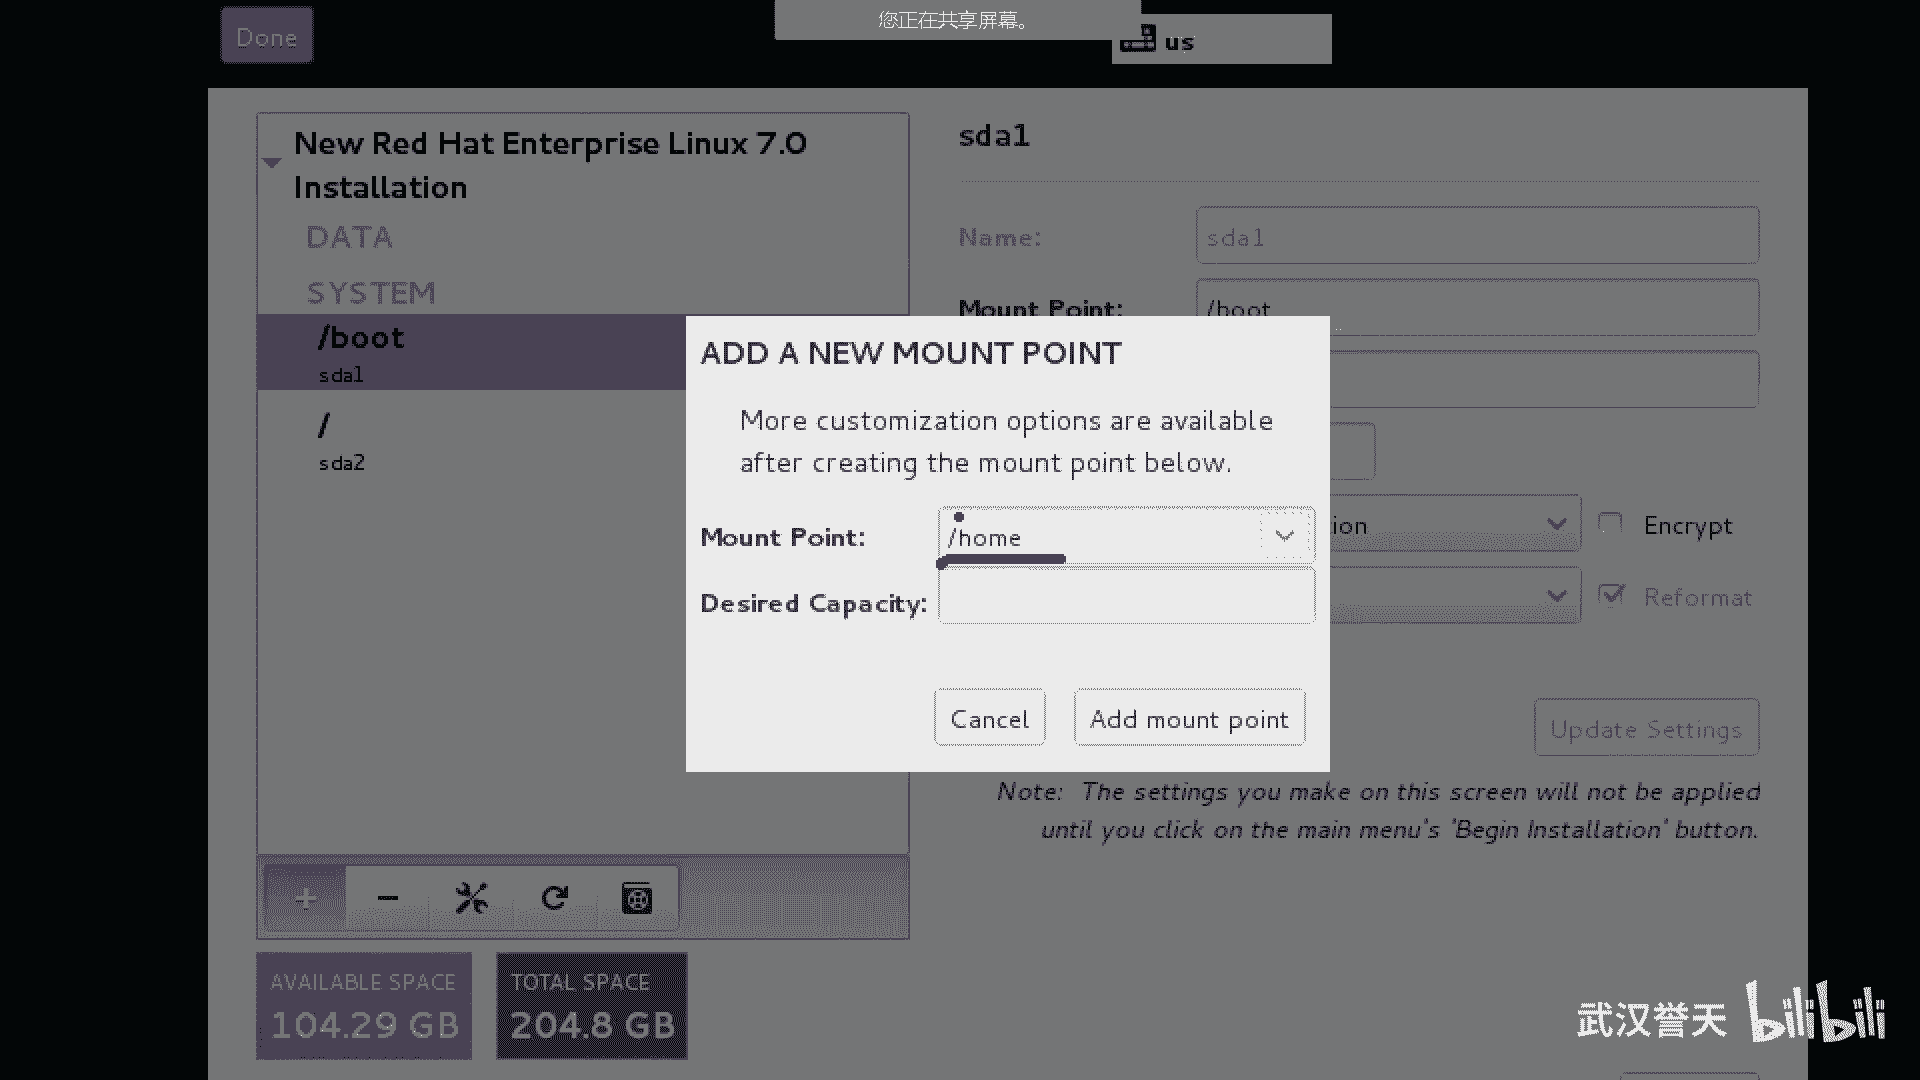 Done
您正在共享屏幕。
us
New Red Hat Enterprise Linux 7.0
Installation
DATA
SYSTEM
/boot
sda1
/
sda2
sda1
Name:
sda1
Mount Point:
/boot
ADD A NEW MOUNT POINT
More customization options are available
after creating the mount point below.
Mount Point:
/home
Desired Capacity:
Cancel
Add mount point
Encrypt
Reformat
Update Settings
Note: The settings you make on this screen will not be applied
until you click on the main menu's 'Begin Installation' button.
AVAILABLE SPACE
104.29 GB
TOTAL SPACE
204.8 GB
武汉誉天 bilibili